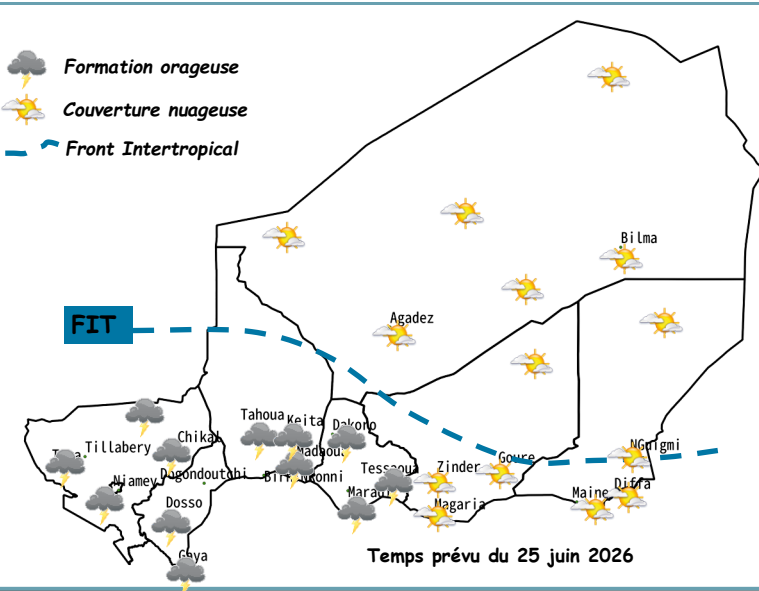 Formation orageuse
Couverture nuageuse
Front Intertropical
Bilma
FIT
Agadez
Tahoua
Keita
Dakoro
Chikal
Tillabery
Madaoua
NGuigmi
Goure
Tessaoua
Zinder
Dogondoutchi
Niamey
Diffa
Maradi
Maine
Dosso
Magaria
Gaya
Temps prévu du 25 juin 2026